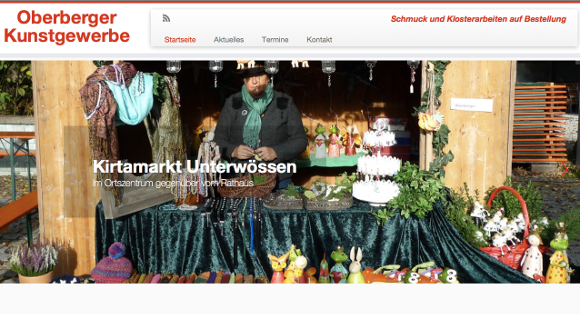 Oberberger
Kunstgewerbe
Schmuck und Klosterarbeiten auf Bestellung
Startseite
Aktuelles
Termine
Kontakt
Kirtamarkt Unterwössen
Im Ortszentrum gegenüber vom Rathaus